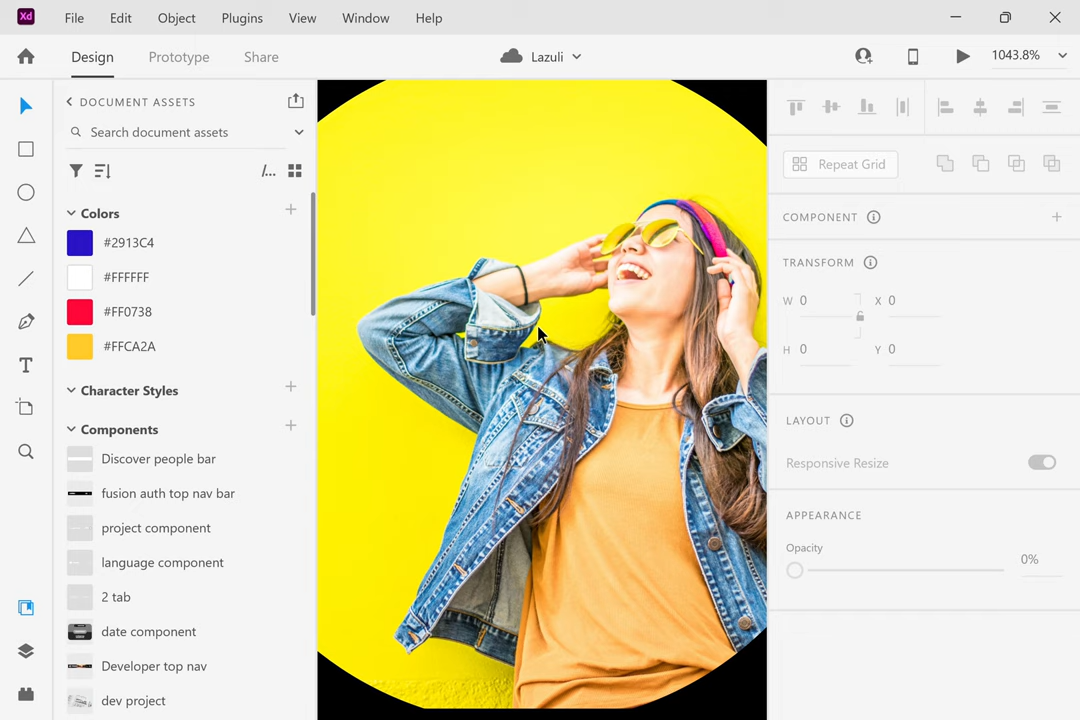 Xd File Edit Object Plugins View Window Help
Design Prototype Share Lazuli 1043.8%
DOCUMENT ASSETS
Search document assets
/...
Repeat Grid
Colors
#2913C4
#FFFFFF
#FF0738
#FFCA2A
Character Styles
Components
Discover people bar
fusion auth top nav bar
project component
language component
2 tab
date component
Developer top nav
dev project
COMPONENT
TRANSFORM
W 0 X 0
H 0 Y 0
LAYOUT
Responsive Resize
APPEARANCE
Opacity
0%